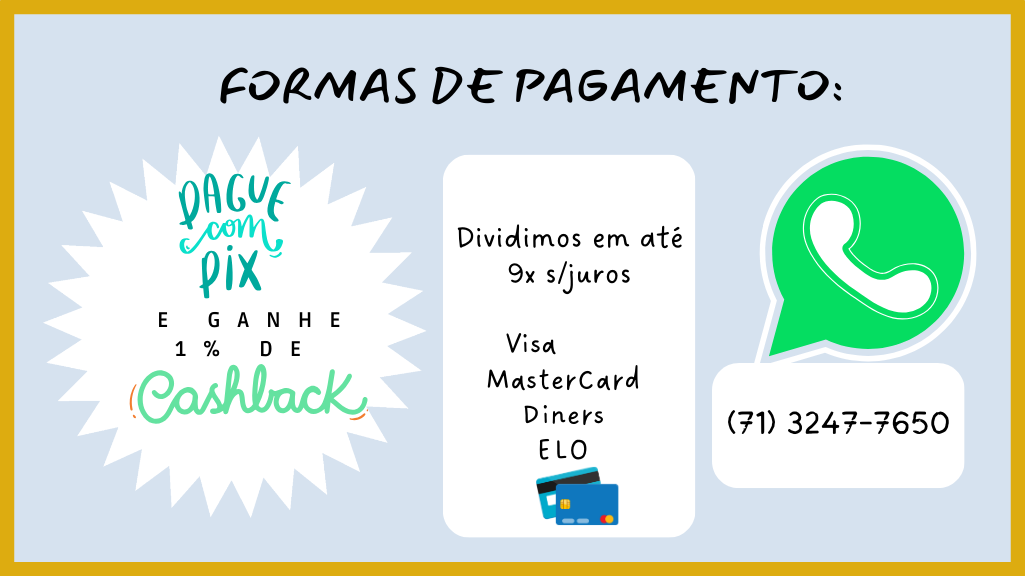 FORMAS DE PAGAMENTO:
PAGUE
com
PIX
E GANHE
1% DE
Cashback
Dividimos em até
9x s/juros
Visa
MasterCard
Diners
ELO
(71) 3247-7650